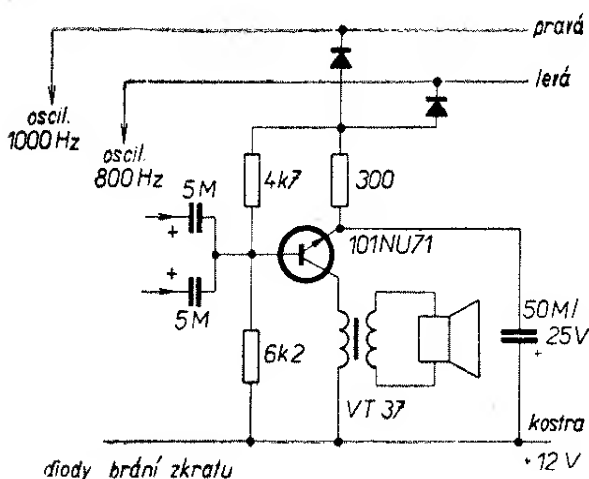 pravá
levá
oscil.
1000 Hz
oscil.
800 Hz
4k7
300
5M
+
101NU71
+
5M
6k2
50M/
25V
+
VT 37
kostra
+12V
diody brání zkratu